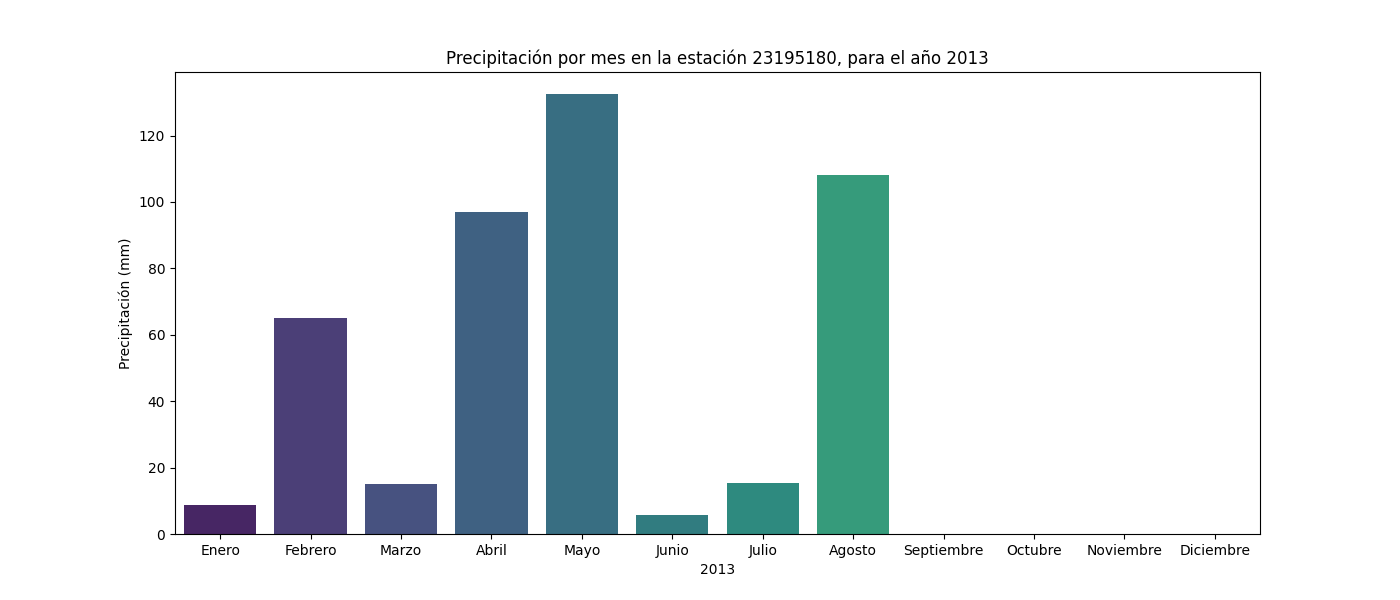 Precipitación por mes en la estación 23195180, para el año 2013
Precipitación (mm)
120
100
80
60
40
20
0
Enero Febrero Marzo Abril Mayo Junio Julio Agosto Septiembre Octubre Noviembre Diciembre
2013